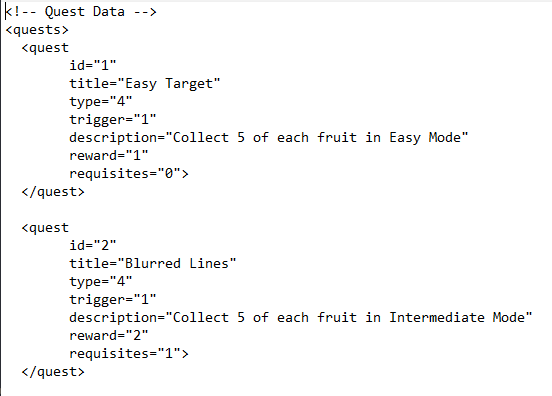 <!-- Quest Data -->
<quests>
  <quest
        id="1"
        title="Easy Target"
        type="4"
        trigger="1"
        description="Collect 5 of each fruit in Easy Mode"
        reward="1"
        requisites="0">
  </quest>

  <quest
        id="2"
        title="Blurred Lines"
        type="4"
        trigger="1"
        description="Collect 5 of each fruit in Intermediate Mode"
        reward="2"
        requisites="1">
  </quest>